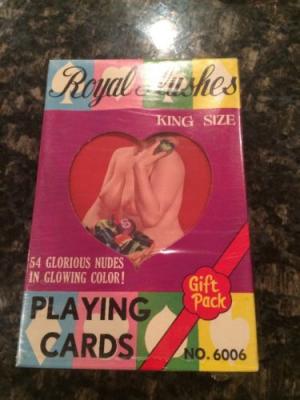 Royal Flushes
KING SIZE
54 GLORIOUS NUDES
IN GLOWING COLOR!
Gift
Pack
PLAYING
CARDS
NO. 6006